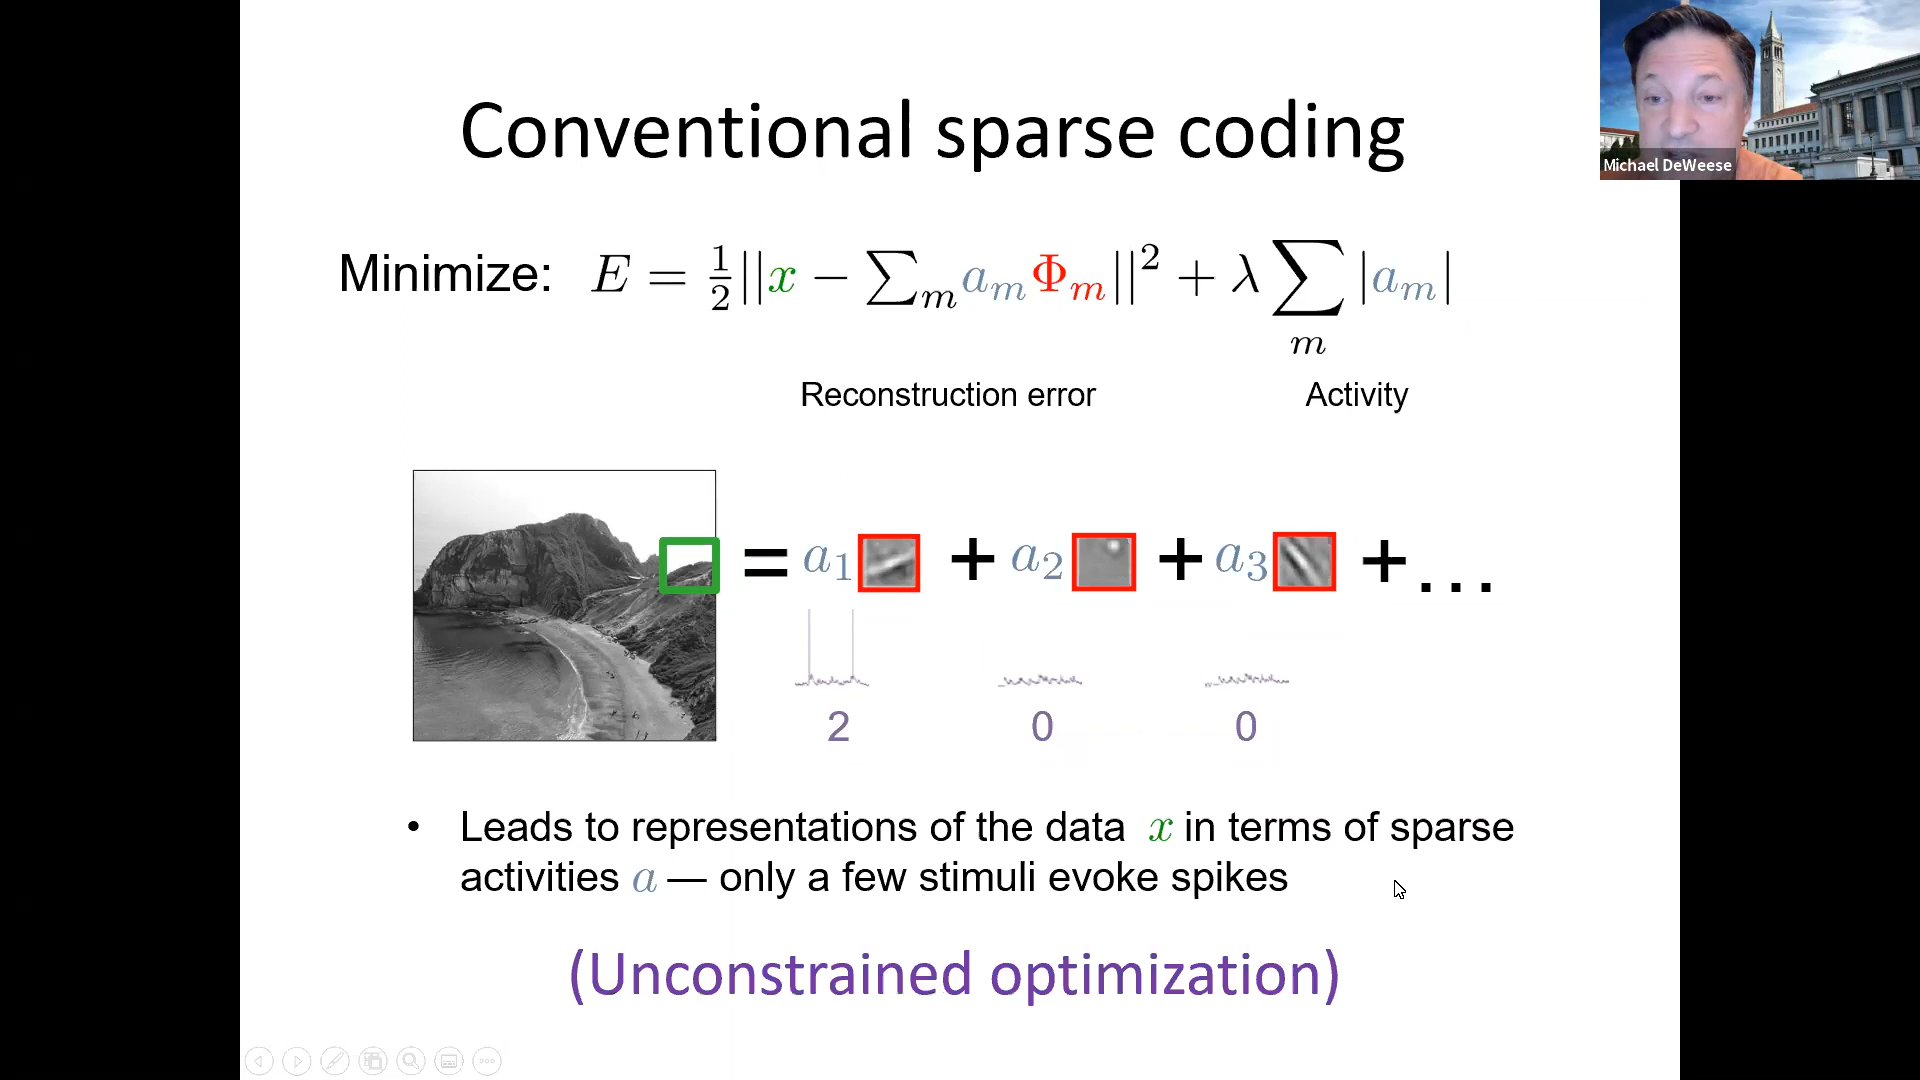 Conventional sparse coding
Michael DeWeese
Minimize: E = 1/2||x − ∑_m a_m Φ_m||² + λ ∑_m |a_m|
Reconstruction error Activity
= a₁ + a₂ + a₃ + ...
2 0 0
• Leads to representations of the data x in terms of sparse
activities a — only a few stimuli evoke spikes
(Unconstrained optimization)